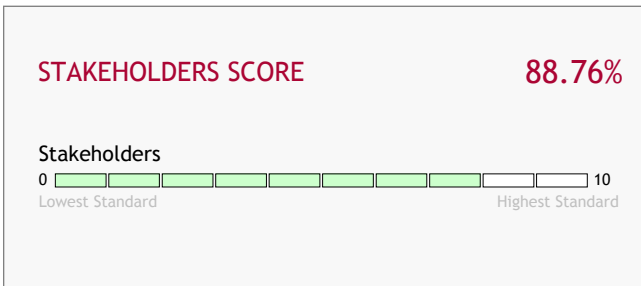 STAKEHOLDERS SCORE 88.76%
Stakeholders
0 10
Lowest Standard Highest Standard